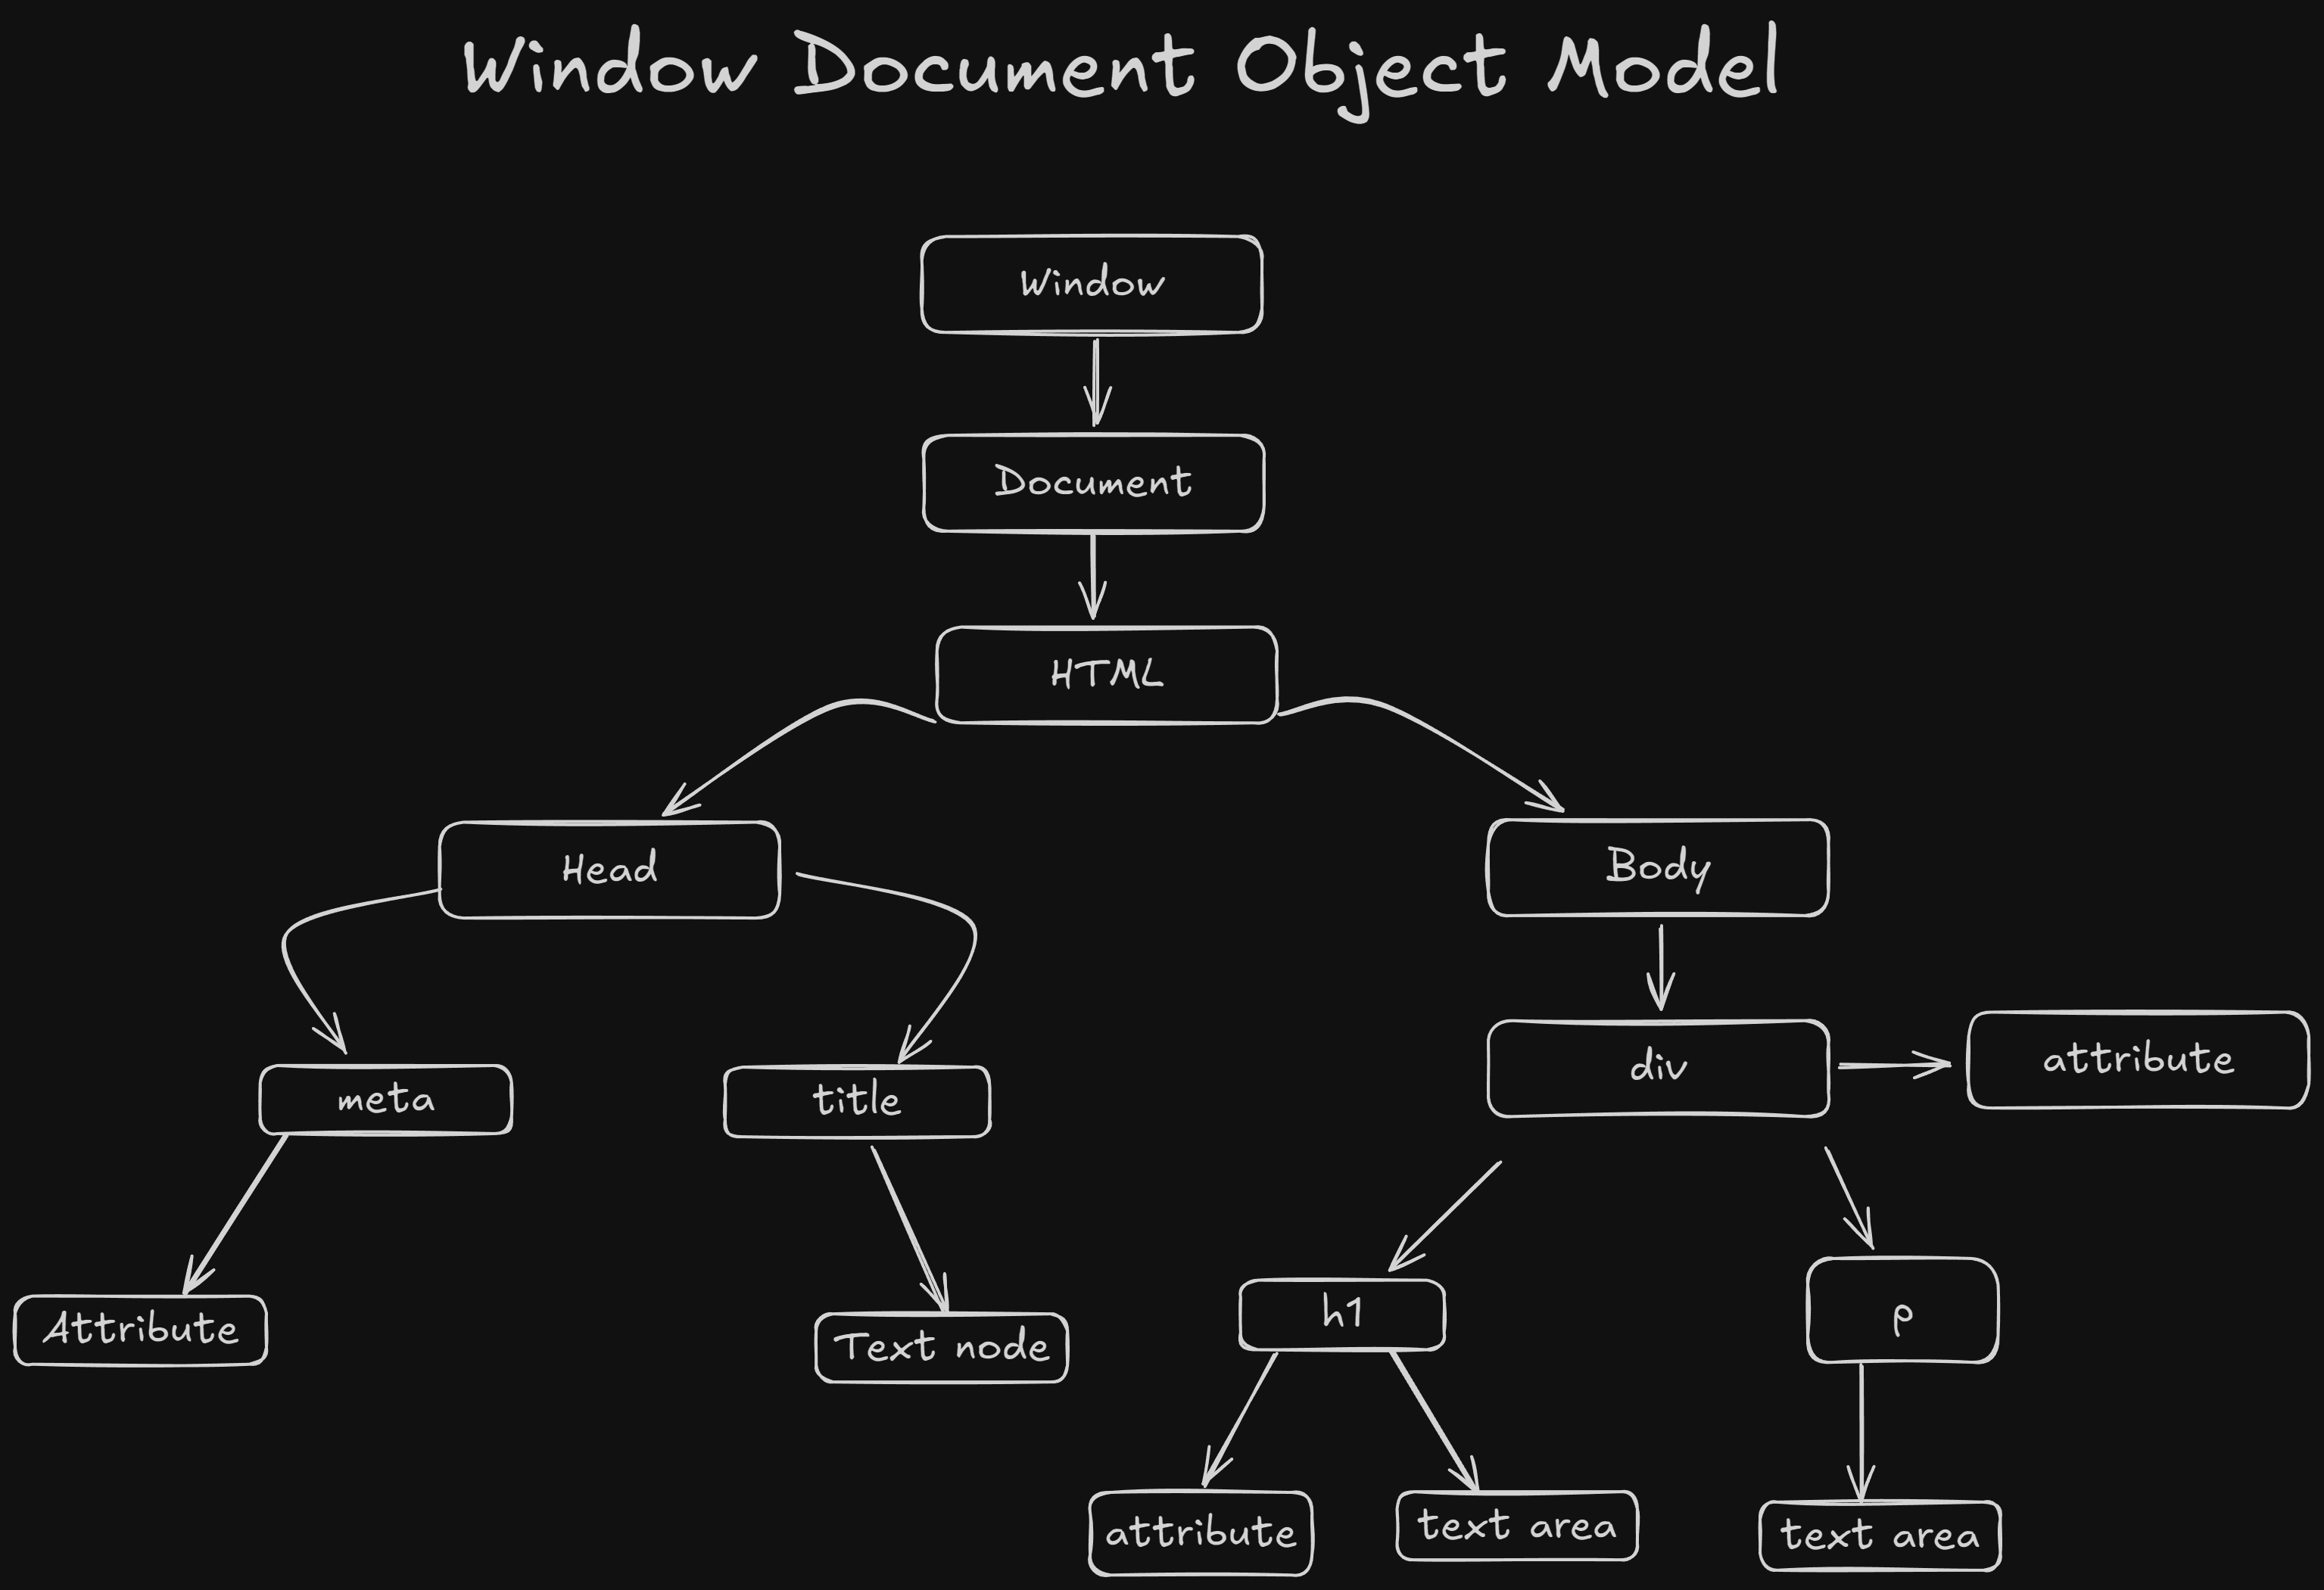 Window Document Object Model
Window
Document
HTML
Head
Body
div
attribute
meta
title
h1
p
Attribute
Text node
attribute
text area
text area